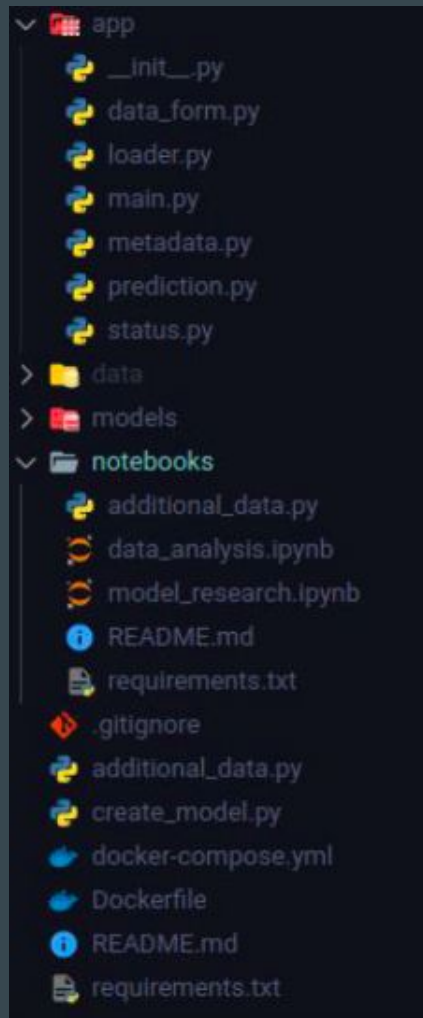 app
__init__.py
data_form.py
loader.py
main.py
metadata.py
prediction.py
status.py
data
models
notebooks
additional_data.py
data_analysis.ipynb
model_research.ipynb
README.md
requirements.txt
.gitignore
additional_data.py
create_model.py
docker-compose.yml
Dockerfile
README.md
requirements.txt